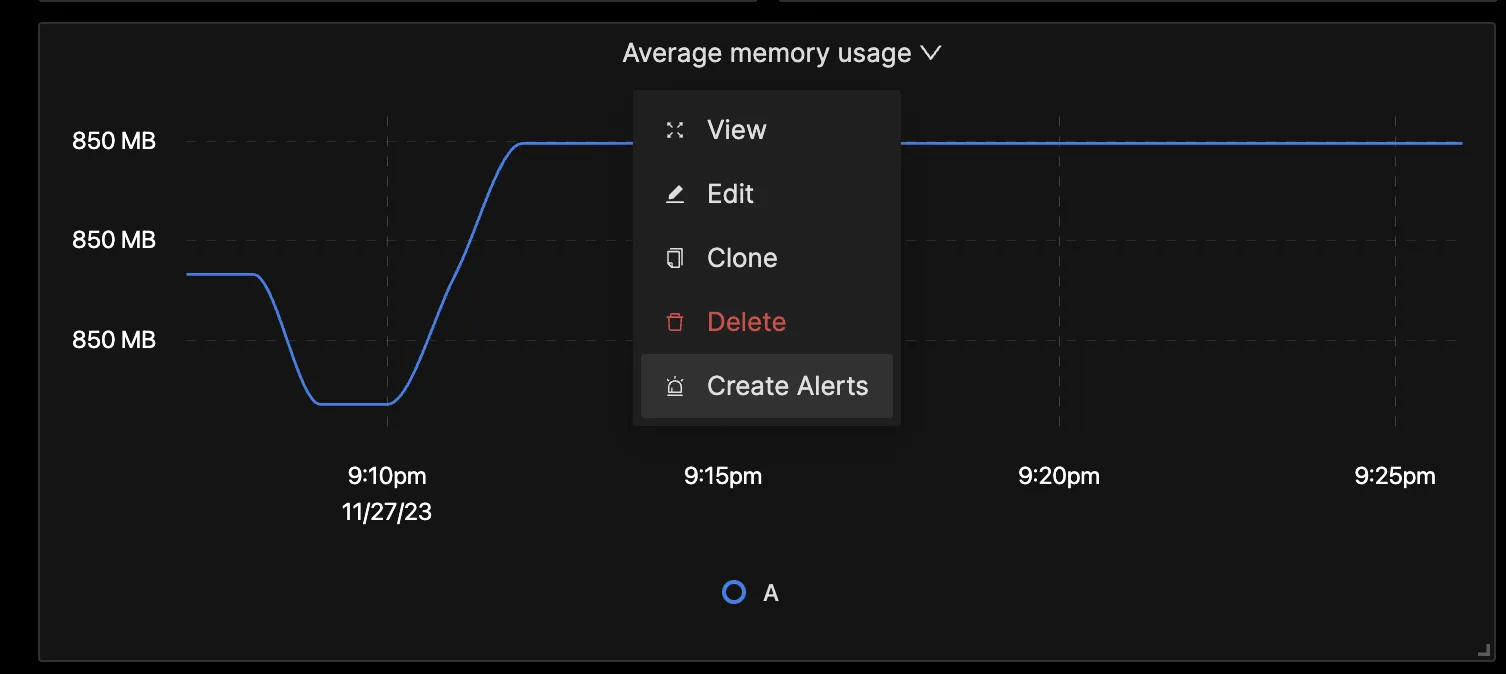 Average memory usage
850 MB
850 MB
850 MB
View
Edit
Clone
Delete
Create Alerts
9:10pm
11/27/23
9:15pm
9:20pm
9:25pm
A